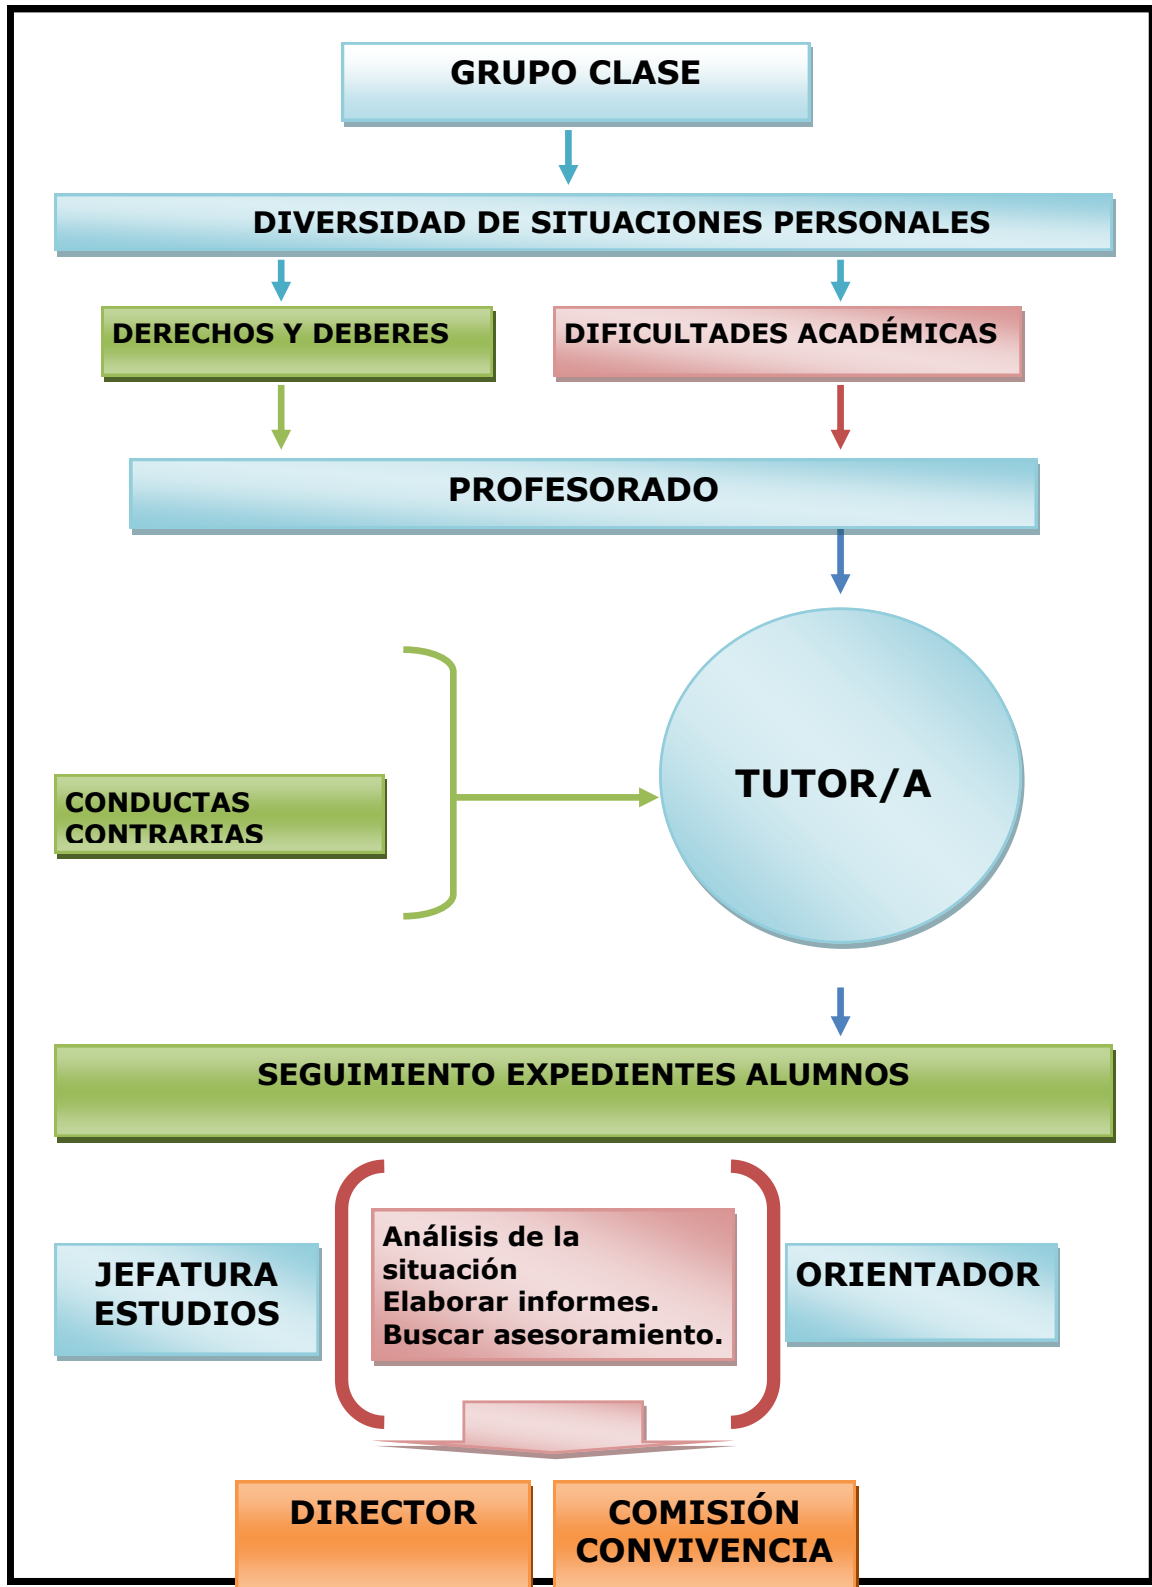 GRUPO CLASE
DIVERSIDAD DE SITUACIONES PERSONALES
DERECHOS Y DEBERES
DIFICULTADES ACADÉMICAS
PROFESORADO
CONDUCTAS
CONTRARIAS
TUTOR/A
SEGUIMIENTO EXPEDIENTES ALUMNOS
JEFATURA
ESTUDIOS
Análisis de la
situación
Elaborar informes.
Buscar asesoramiento.
ORIENTADOR
DIRECTOR
COMISIÓN
CONVIVENCIA